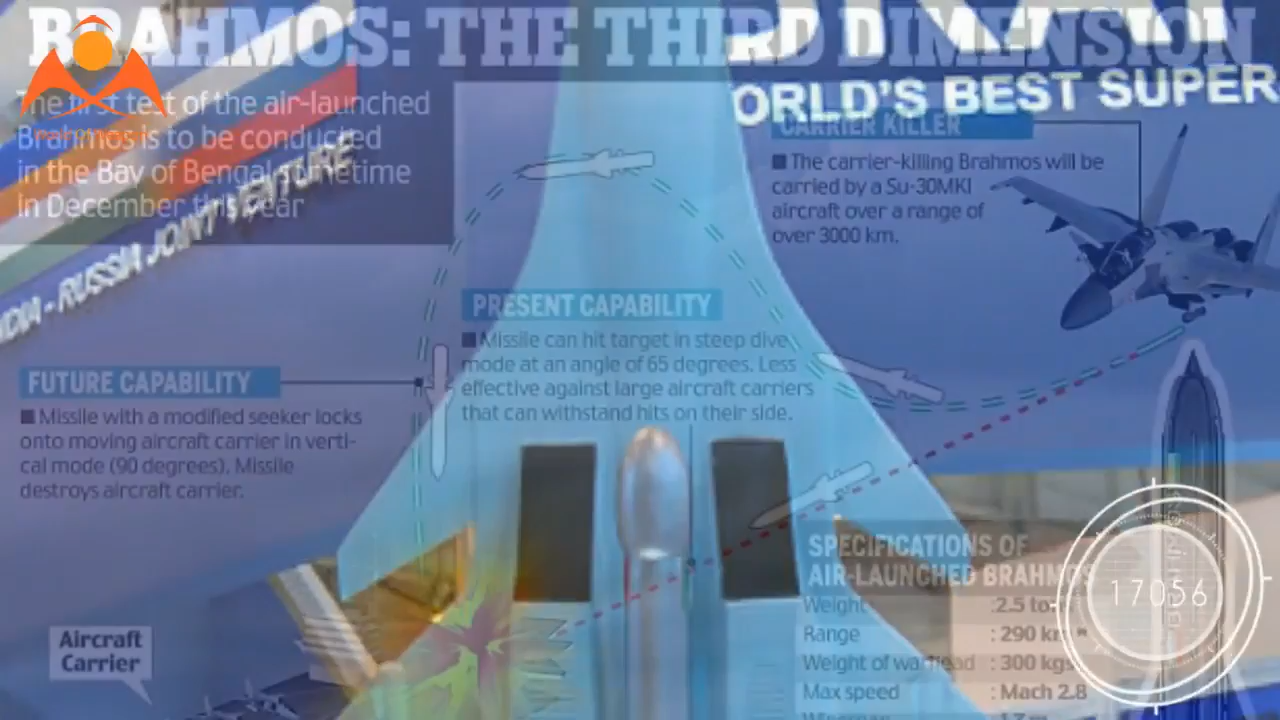 BRAHMOS: THE THIRD DIMENSION
The first test of the air-launched
Brahmos is to be conducted
in the Bay of Bengal sometime
in December this year
ORLD'S BEST SUPER
INDIA - RUSSIA JOINT VENTURE
CARRIER KILLER
The carrier-killing Brahmos will be
carried by a Su-30MKI
aircraft over a range of
over 3000 km.
PRESENT CAPABILITY
Missile can hit target in steep dive
mode at an angle of 65 degrees. Less
effective against large aircraft carriers
that can withstand hits on their side.
FUTURE CAPABILITY
Missile with a modified seeker locks
onto moving aircraft carrier in verti-
cal mode (90 degrees). Missile
destroys aircraft carrier.
SPECIFICATIONS OF
AIR-LAUNCHED BRAHMOS
Weight :2.5 to
Range : 290 km
Weight of warhead : 300 kgs
Max speed : Mach 2.8
17056
Aircraft
Carrier